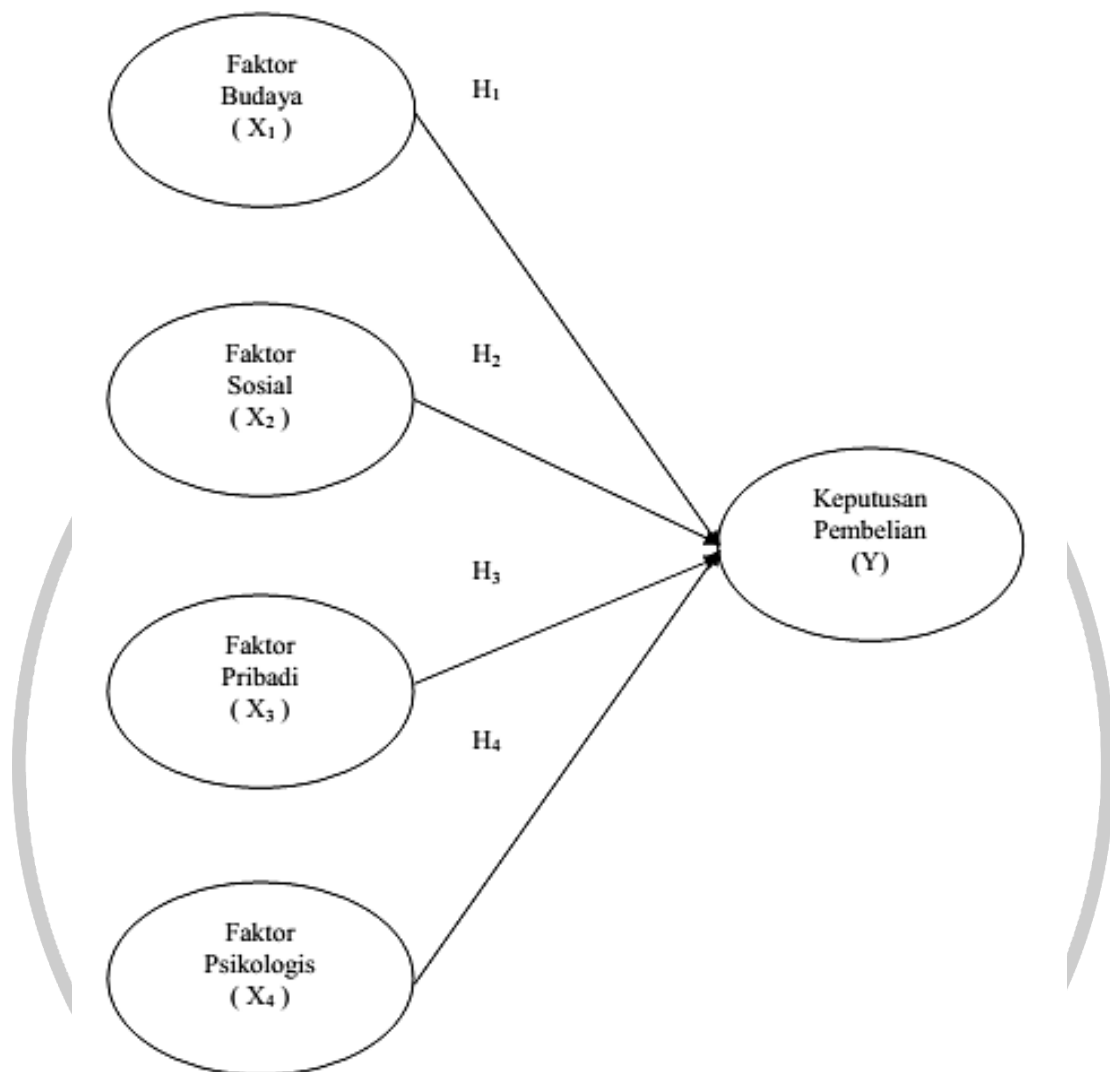 Faktor
Budaya
( X₁ )
H₁
Faktor
Sosial
( X₂ )
H₂
Faktor
Pribadi
( X₃ )
H₃
Faktor
Psikologis
( X₄ )
H₄
Keputusan
Pembelian
(Y)